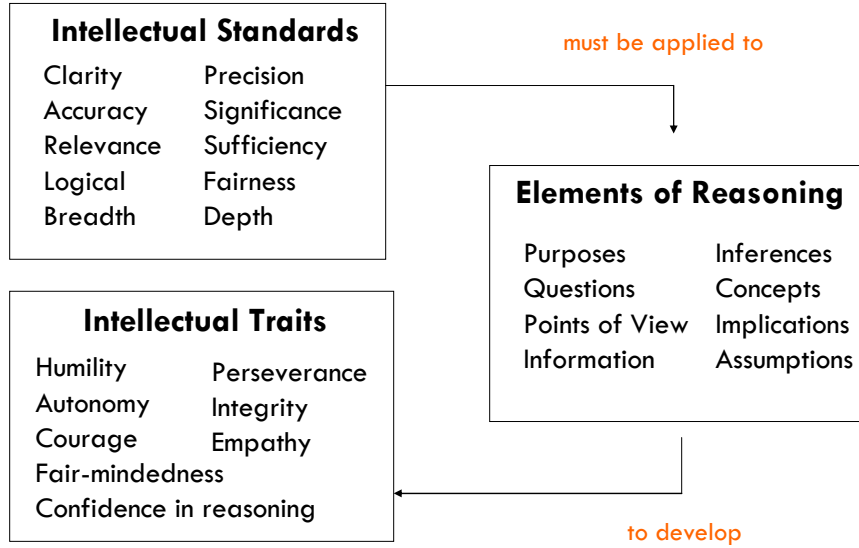 Intellectual Standards
Clarity Precision
Accuracy Significance
Relevance Sufficiency
Logical Fairness
Breadth Depth
must be applied to
Elements of Reasoning
Purposes Inferences
Questions Concepts
Points of View Implications
Information Assumptions
Intellectual Traits
Humility Perseverance
Autonomy Integrity
Courage Empathy
Fair-mindedness
Confidence in reasoning
to develop